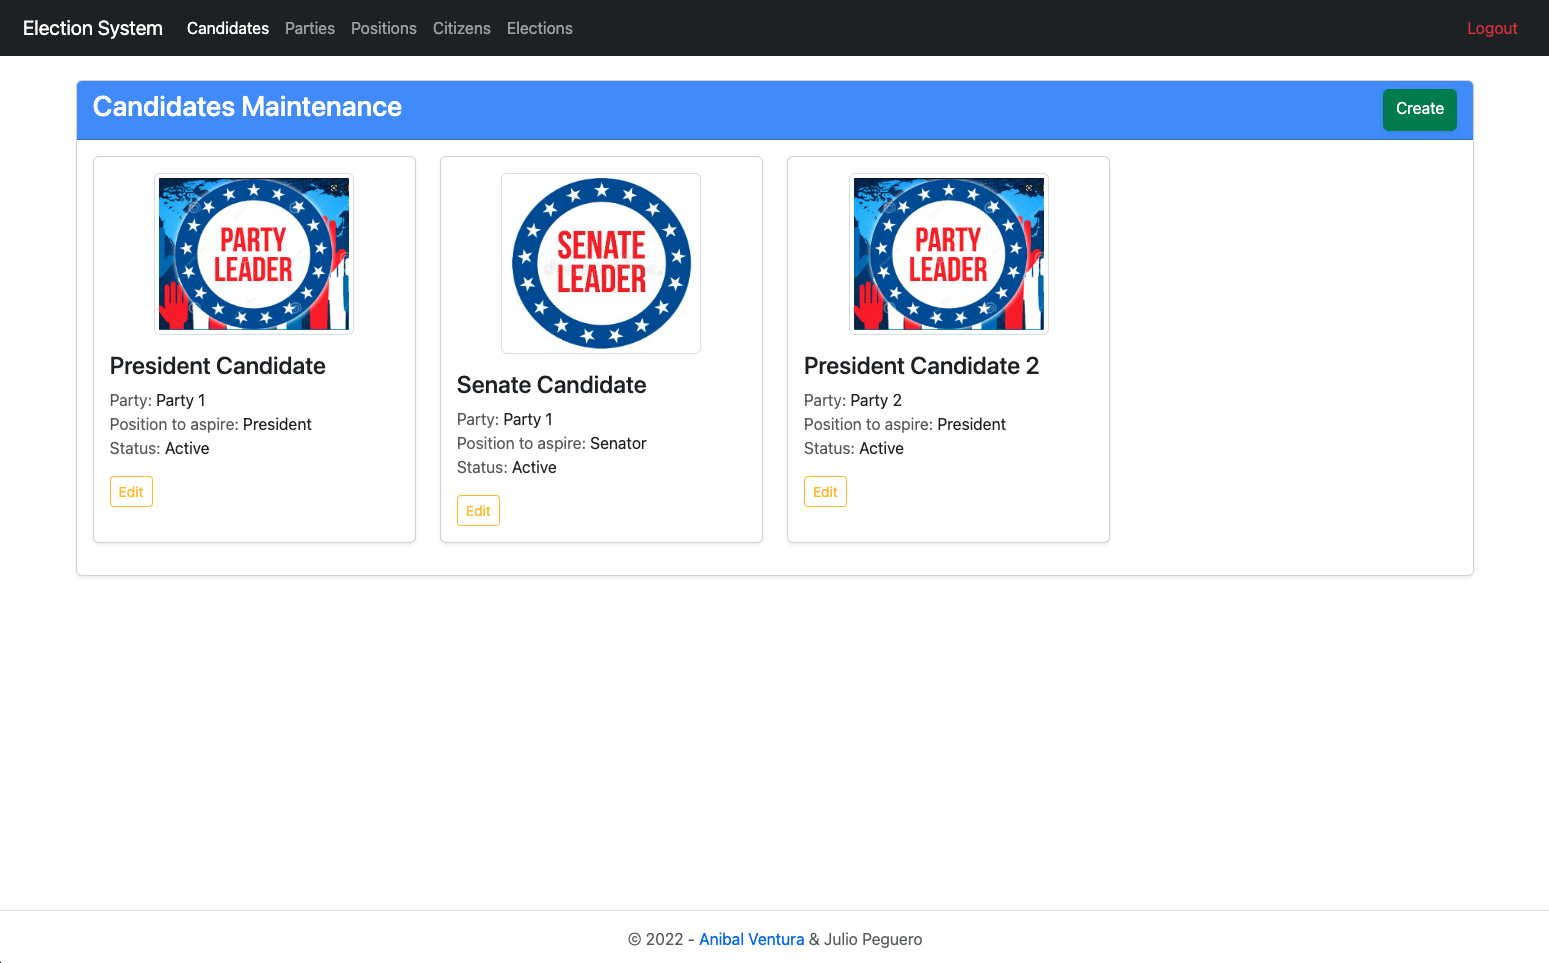 Election System Candidates Parties Positions Citizens Elections Logout
Candidates Maintenance Create
PARTY
LEADER
President Candidate
Party: Party 1
Position to aspire: President
Status: Active
Edit
SENATE
LEADER
Senate Candidate
Party: Party 1
Position to aspire: Senator
Status: Active
Edit
PARTY
LEADER
President Candidate 2
Party: Party 2
Position to aspire: President
Status: Active
Edit
© 2022 - Anibal Ventura & Julio Peguero